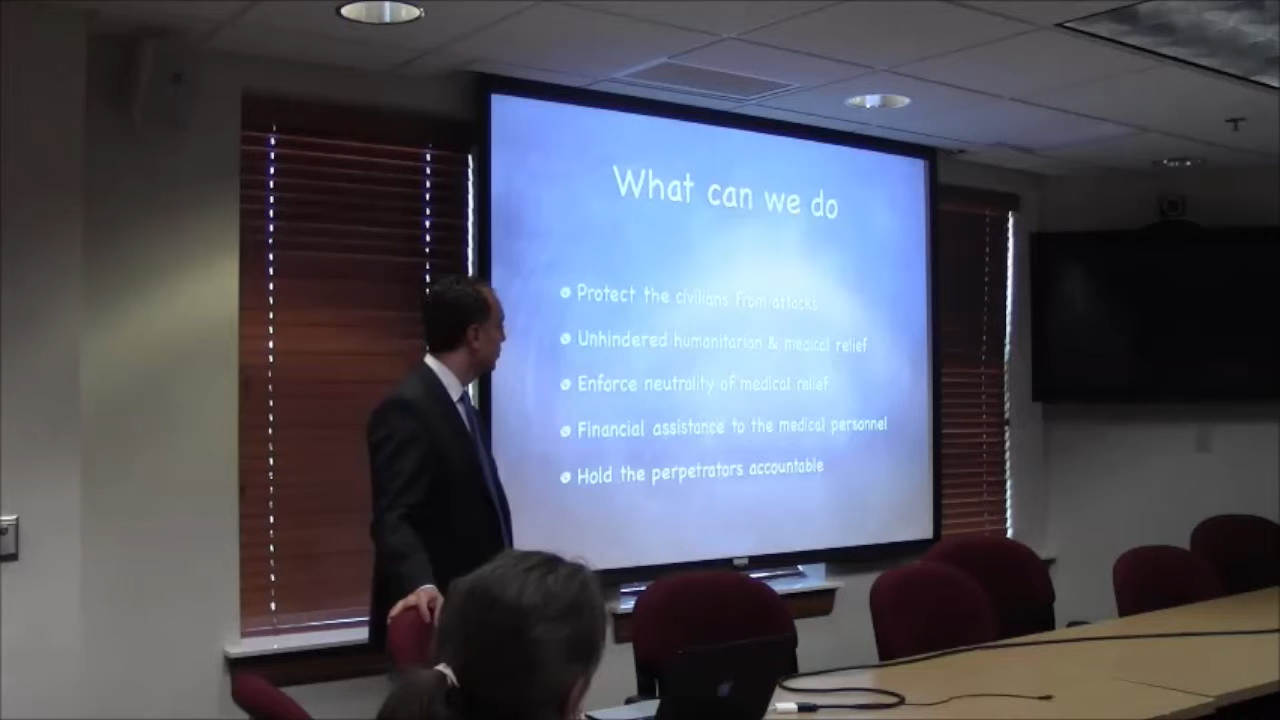 What can we do
Protect the civilians from attacks
Unhindered humanitarian & medical relief
Enforce neutrality of medical relief
Financial assistance to the medical personnel
Hold the perpetrators accountable